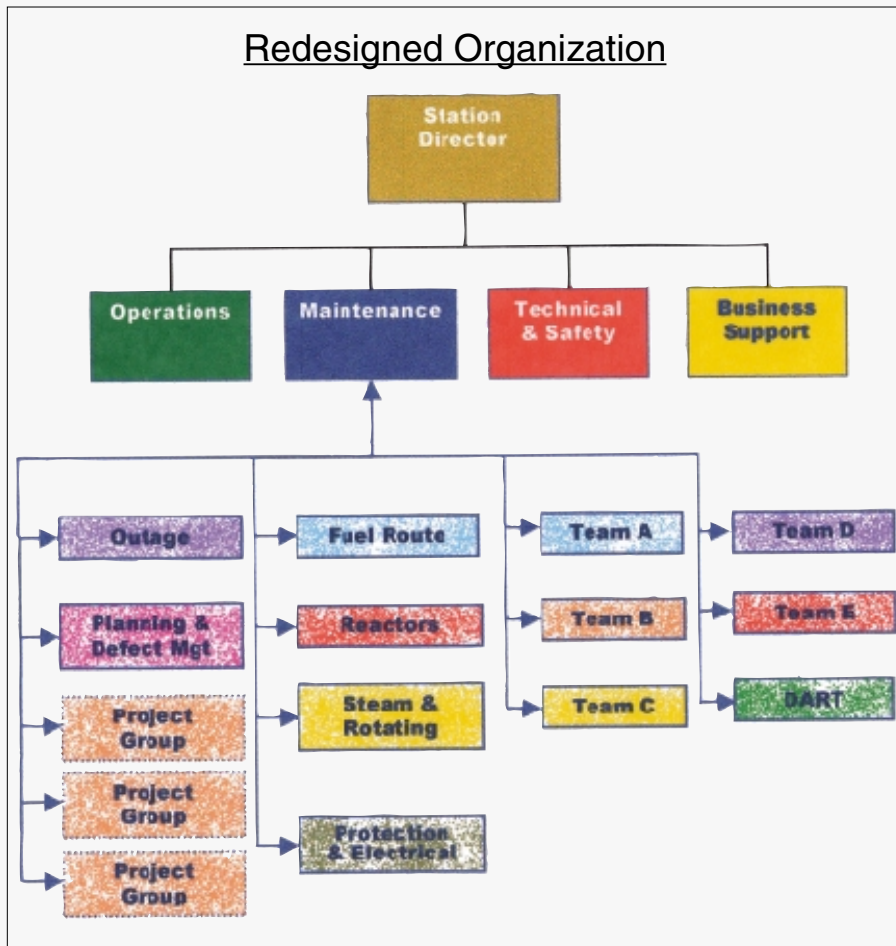 Redesigned Organization
Station
Director
Operations
Maintenance
Technical
& Safety
Business
Support
Outage
Planning &
Defect Mgt
Project
Group
Project
Group
Project
Group
Fuel Route
Reactors
Steam &
Rotating
Protection
& Electrical
Team A
Team B
Team C
Team D
Team E
DART